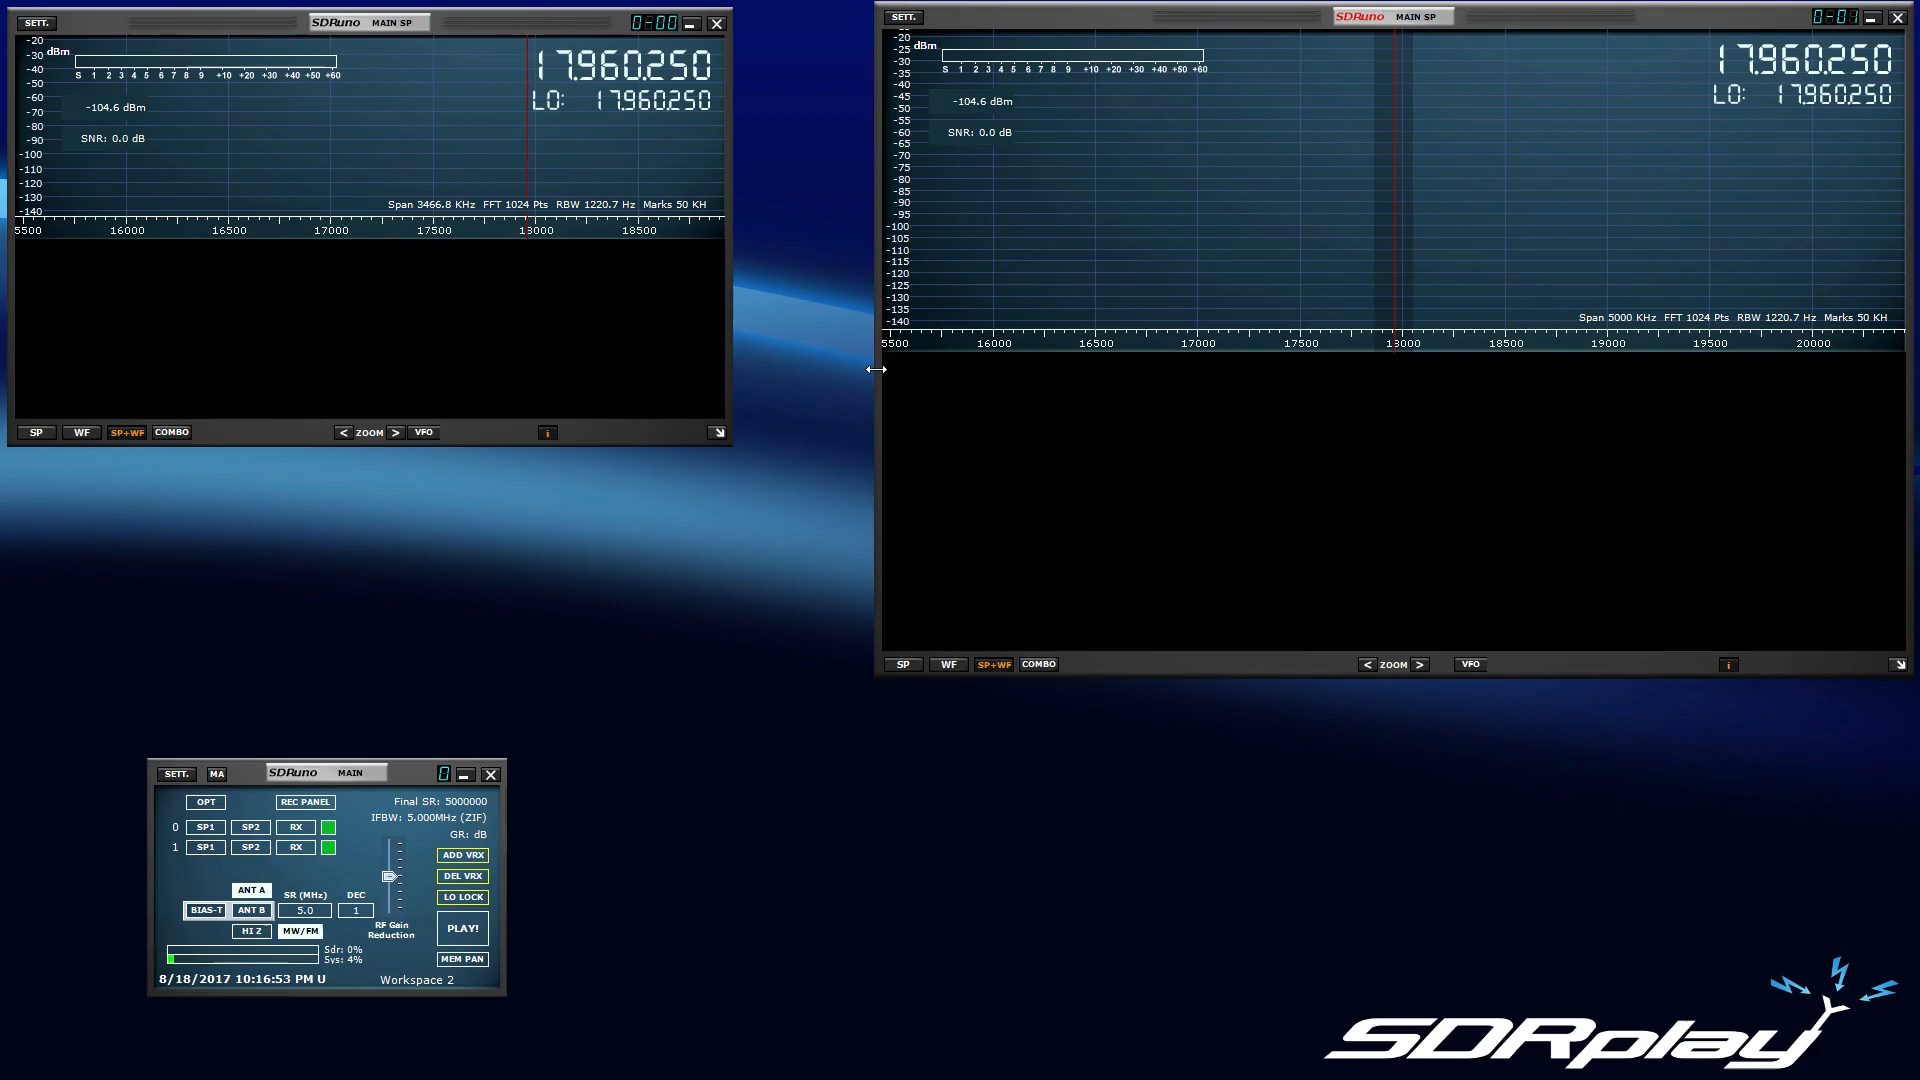 SETT. SDRuno MAIN SP 0-00
-20
-30
-40
-50
-60
-70
-80
-90
-100
-110
-120
-130
-140
dBm
S 1 2 3 4 5 6 7 8 9 +10 +20 +30 +40 +50 +60
-104.6 dBm
SNR: 0.0 dB
17.960.250
LO: 17.960.250
Span 3466.8 KHz FFT 1024 Pts RBW 1220.7 Hz Marks 50 KH
5500 16000 16500 17000 17500 18000 18500
SP WF SP+WF COMBO < ZOOM > VFO i
SETT. SDRuno MAIN SP 0-01
-20
-25
-30
-35
-40
-45
-50
-55
-60
-65
-70
-75
-80
-85
-90
-95
-100
-105
-110
-115
-120
-125
-130
-135
-140
dBm
S 1 2 3 4 5 6 7 8 9 +10 +20 +30 +40 +50 +60
-104.6 dBm
SNR: 0.0 dB
17.960.250
LO: 17.960.250
Span 5000 KHz FFT 1024 Pts RBW 1220.7 Hz Marks 50 KH
5500 16000 16500 17000 17500 18000 18500 19000 19500 20000
SP WF SP+WF COMBO < ZOOM > VFO i
SETT. MA SDRuno MAIN 0
OPT REC PANEL Final SR: 5000000
IFBW: 5.000MHz (ZIF)
GR: dB
0 SP1 SP2 RX
1 SP1 SP2 RX
ADD VRX
DEL VRX
LO LOCK
ANT A SR (MHz) DEC
BIAS-T ANT B 5.0 1
HI Z MW/FM
RF Gain
Reduction
PLAY!
Sdr: 0%
Sys: 4%
MEM PAN
8/18/2017 10:16:53 PM U Workspace 2
SDRplay